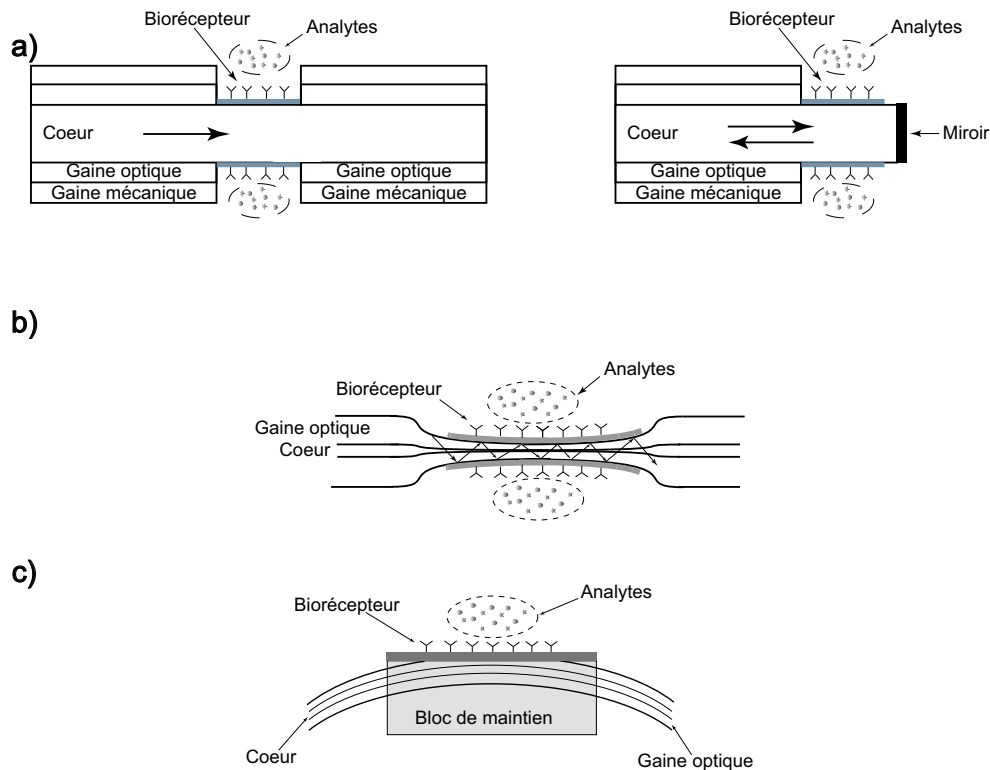 a)
Biorécepteur
Analytes
Coeur
Gaine optique
Gaine optique
Gaine mécanique
Gaine mécanique
Biorécepteur
Analytes
Coeur
Miroir
Gaine optique
Gaine mécanique
b)
Analytes
Biorécepteur
Gaine optique
Coeur
c)
Analytes
Biorécepteur
Bloc de maintien
Coeur
Gaine optique